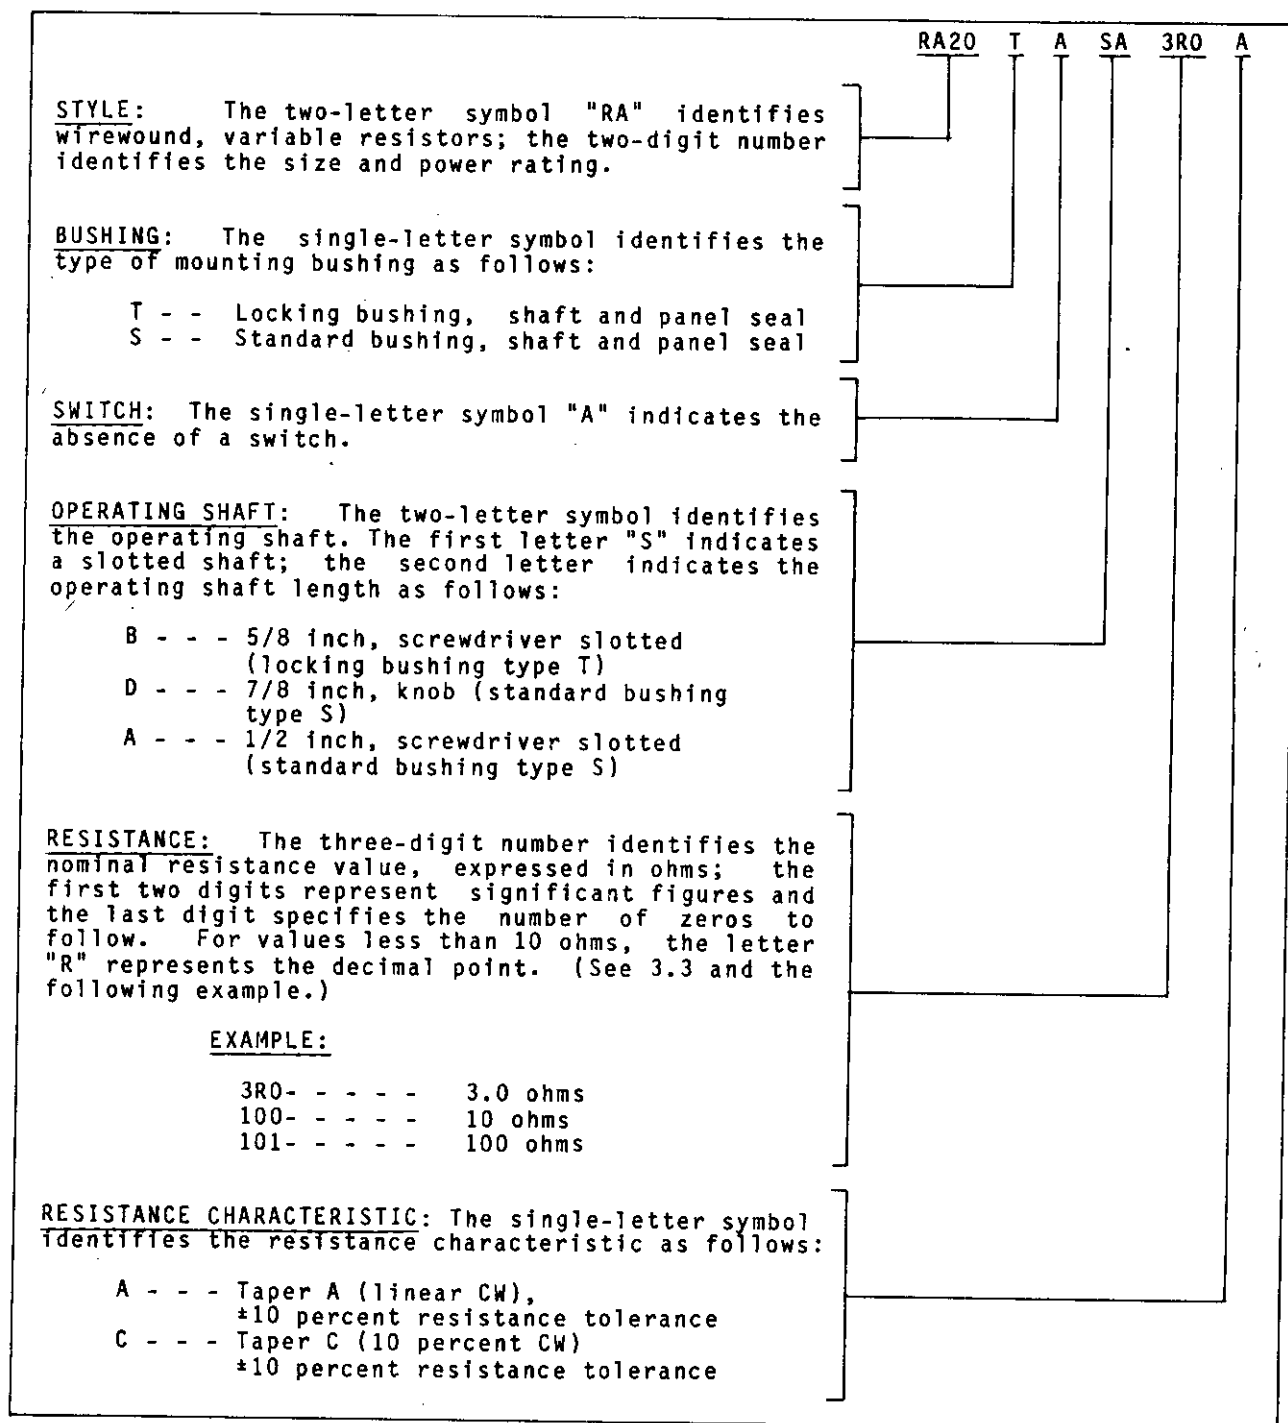 RA20 T A SA 3R0 A
STYLE: The two-letter symbol "RA" identifies
wirewound, variable resistors; the two-digit number
identifies the size and power rating.
BUSHING: The single-letter symbol identifies the
type of mounting bushing as follows:
T - - Locking bushing, shaft and panel seal
S - - Standard bushing, shaft and panel seal
SWITCH: The single-letter symbol "A" indicates the
absence of a switch.
OPERATING SHAFT: The two-letter symbol identifies
the operating shaft. The first letter "S" indicates
a slotted shaft; the second letter indicates the
operating shaft length as follows:
B - - - 5/8 inch, screwdriver slotted
(locking bushing type T)
D - - - 7/8 inch, knob (standard bushing
type S)
A - - - 1/2 inch, screwdriver slotted
(standard bushing type S)
RESISTANCE: The three-digit number identifies the
nominal resistance value, expressed in ohms; the
first two digits represent significant figures and
the last digit specifies the number of zeros to
follow. For values less than 10 ohms, the letter
"R" represents the decimal point. (See 3.3 and the
following example.)
EXAMPLE:
3R0- - - - - 3.0 ohms
100- - - - - 10 ohms
101- - - - - 100 ohms
RESISTANCE CHARACTERISTIC: The single-letter symbol
identifies the resistance characteristic as follows:
A - - - Taper A (linear CW),
±10 percent resistance tolerance
C - - - Taper C (10 percent CW)
±10 percent resistance tolerance